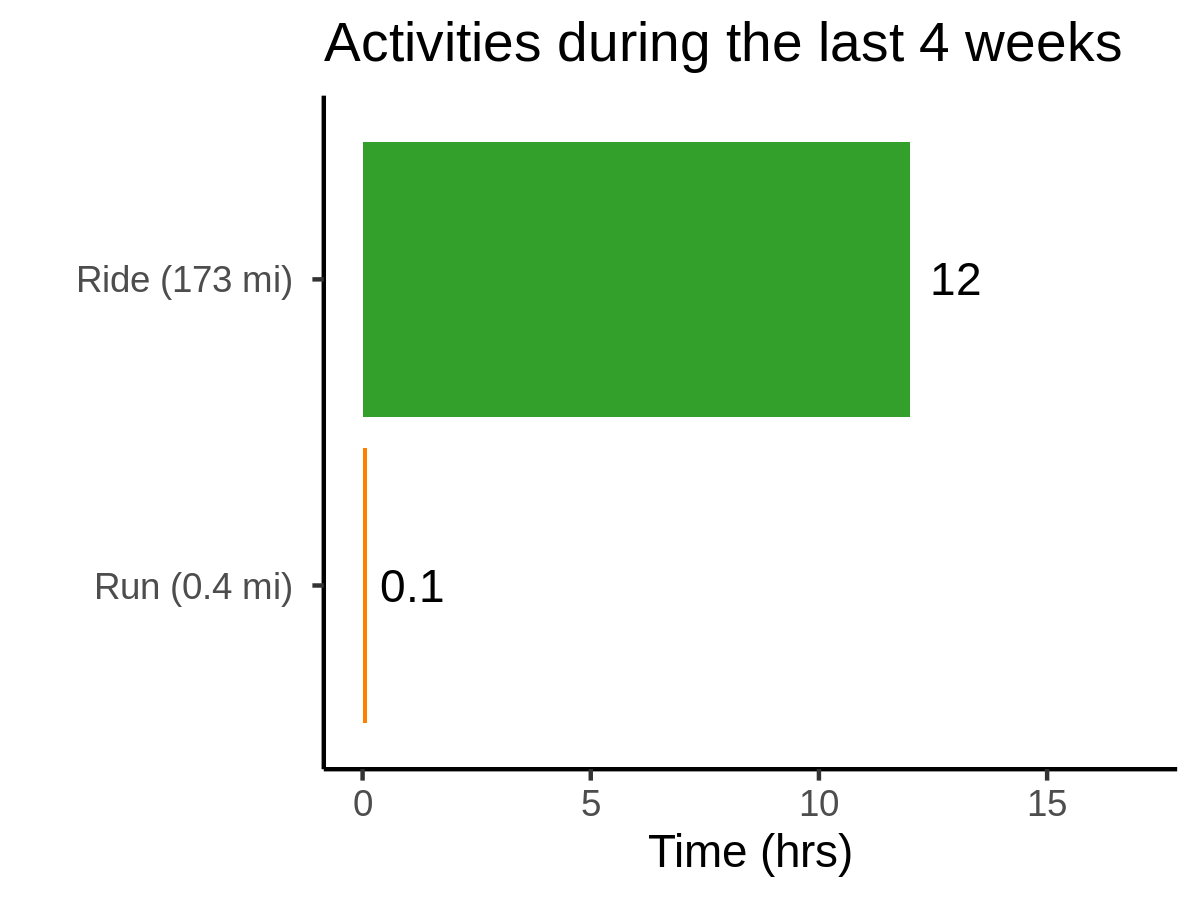 Activities during the last 4 weeks
Ride (173 mi)
12
Run (0.4 mi)
0.1
0 5 10 15
Time (hrs)